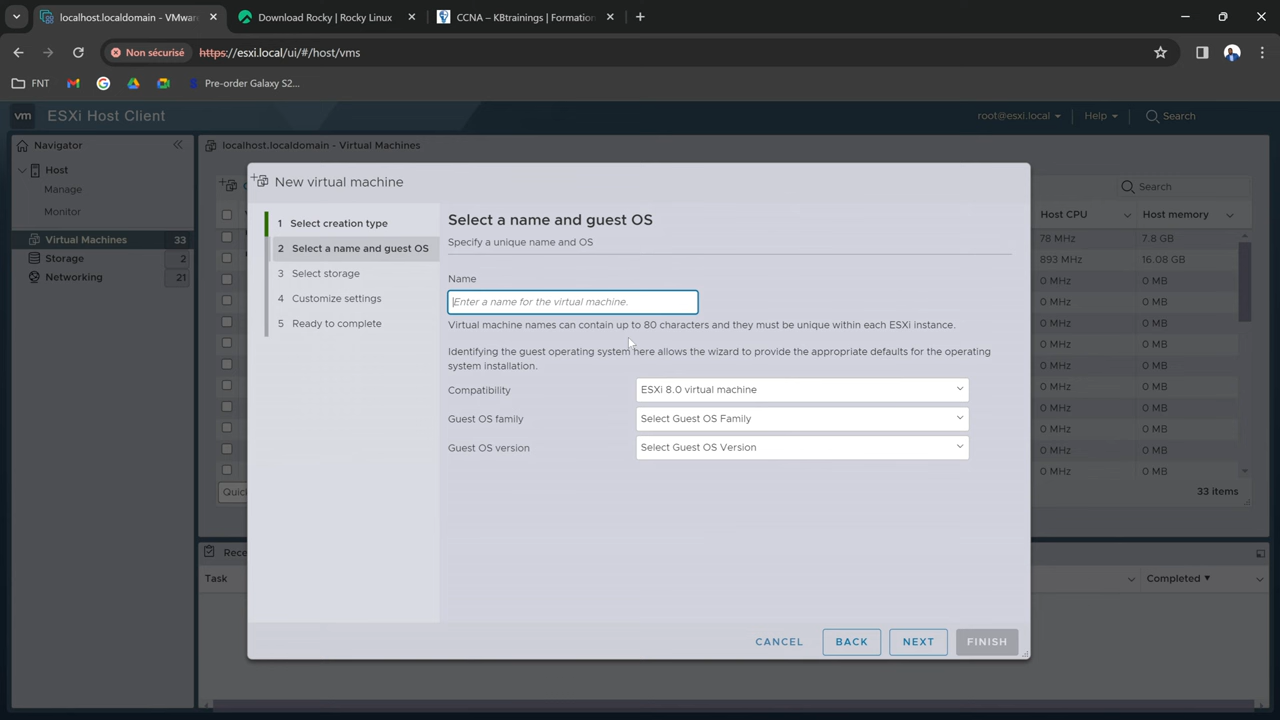 localhost.localdomain - VMwar
Download Rocky | Rocky Linux
CCNA – KBtrainings | Formation
Non sécurisé
https://esxi.local/ui/#/host/vms
FNT
Pre-order Galaxy S2...
vm
ESXi Host Client
root@esxi.local
Help
Search
Navigator
localhost.localdomain - Virtual Machines
Host
Manage
Monitor
Virtual Machines 33
Storage 2
Networking 21
Search
Host CPU
Host memory
78 MHz 7.8 GB
893 MHz 16.08 GB
0 MHz 0 MB
0 MHz 0 MB
0 MHz 0 MB
0 MHz 0 MB
0 MHz 0 MB
0 MHz 0 MB
0 MHz 0 MB
0 MHz 0 MB
0 MHz 0 MB
Quic
33 items
New virtual machine
1 Select creation type
2 Select a name and guest OS
3 Select storage
4 Customize settings
5 Ready to complete
Select a name and guest OS
Specify a unique name and OS
Name
Enter a name for the virtual machine.
Virtual machine names can contain up to 80 characters and they must be unique within each ESXi instance.
Identifying the guest operating system here allows the wizard to provide the appropriate defaults for the operating
system installation.
Compatibility
ESXi 8.0 virtual machine
Guest OS family
Select Guest OS Family
Guest OS version
Select Guest OS Version
CANCEL
BACK
NEXT
FINISH
Rece
Task
Completed